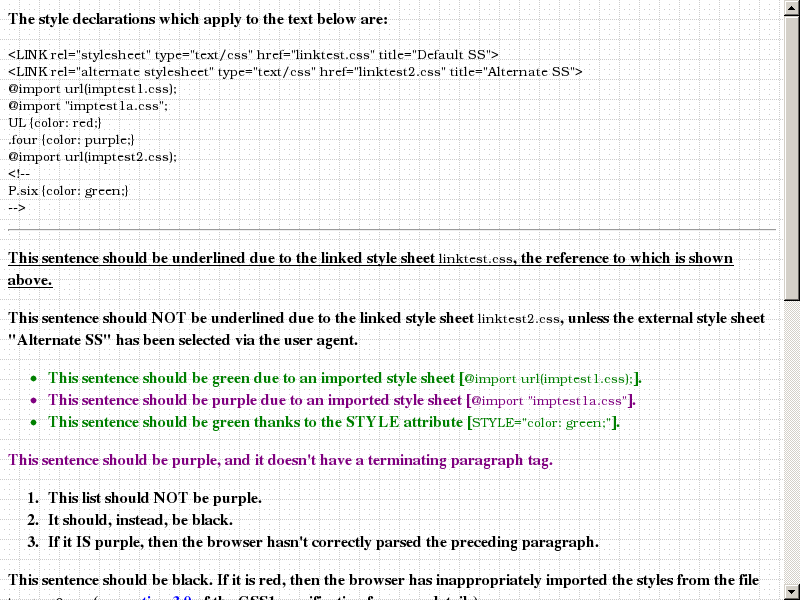 The style declarations which apply to the text below are:
<LINK rel="stylesheet" type="text/css" href="linktest.css" title="Default SS">
<LINK rel="alternate stylesheet" type="text/css" href="linktest2.css" title="Alternate SS">
@import url(imptest1.css);
@import "imptest1a.css";
UL {color: red;}
.four {color: purple;}
@import url(imptest2.css);
<!--
P.six {color: green;}
-->
This sentence should be underlined due to the linked style sheet linktest.css, the reference to which is shown
above.
This sentence should NOT be underlined due to the linked style sheet linktest2.css, unless the external style sheet
"Alternate SS" has been selected via the user agent.
• This sentence should be green due to an imported style sheet [@import url(imptest1.css);].
• This sentence should be purple due to an imported style sheet [@import "imptest1a.css"].
• This sentence should be green thanks to the STYLE attribute [STYLE="color: green;"].
This sentence should be purple, and it doesn't have a terminating paragraph tag.
1. This list should NOT be purple.
2. It should, instead, be black.
3. If it IS purple, then the browser hasn't correctly parsed the preceding paragraph.
This sentence should be black. If it is red, then the browser has inappropriately imported the styles from the file